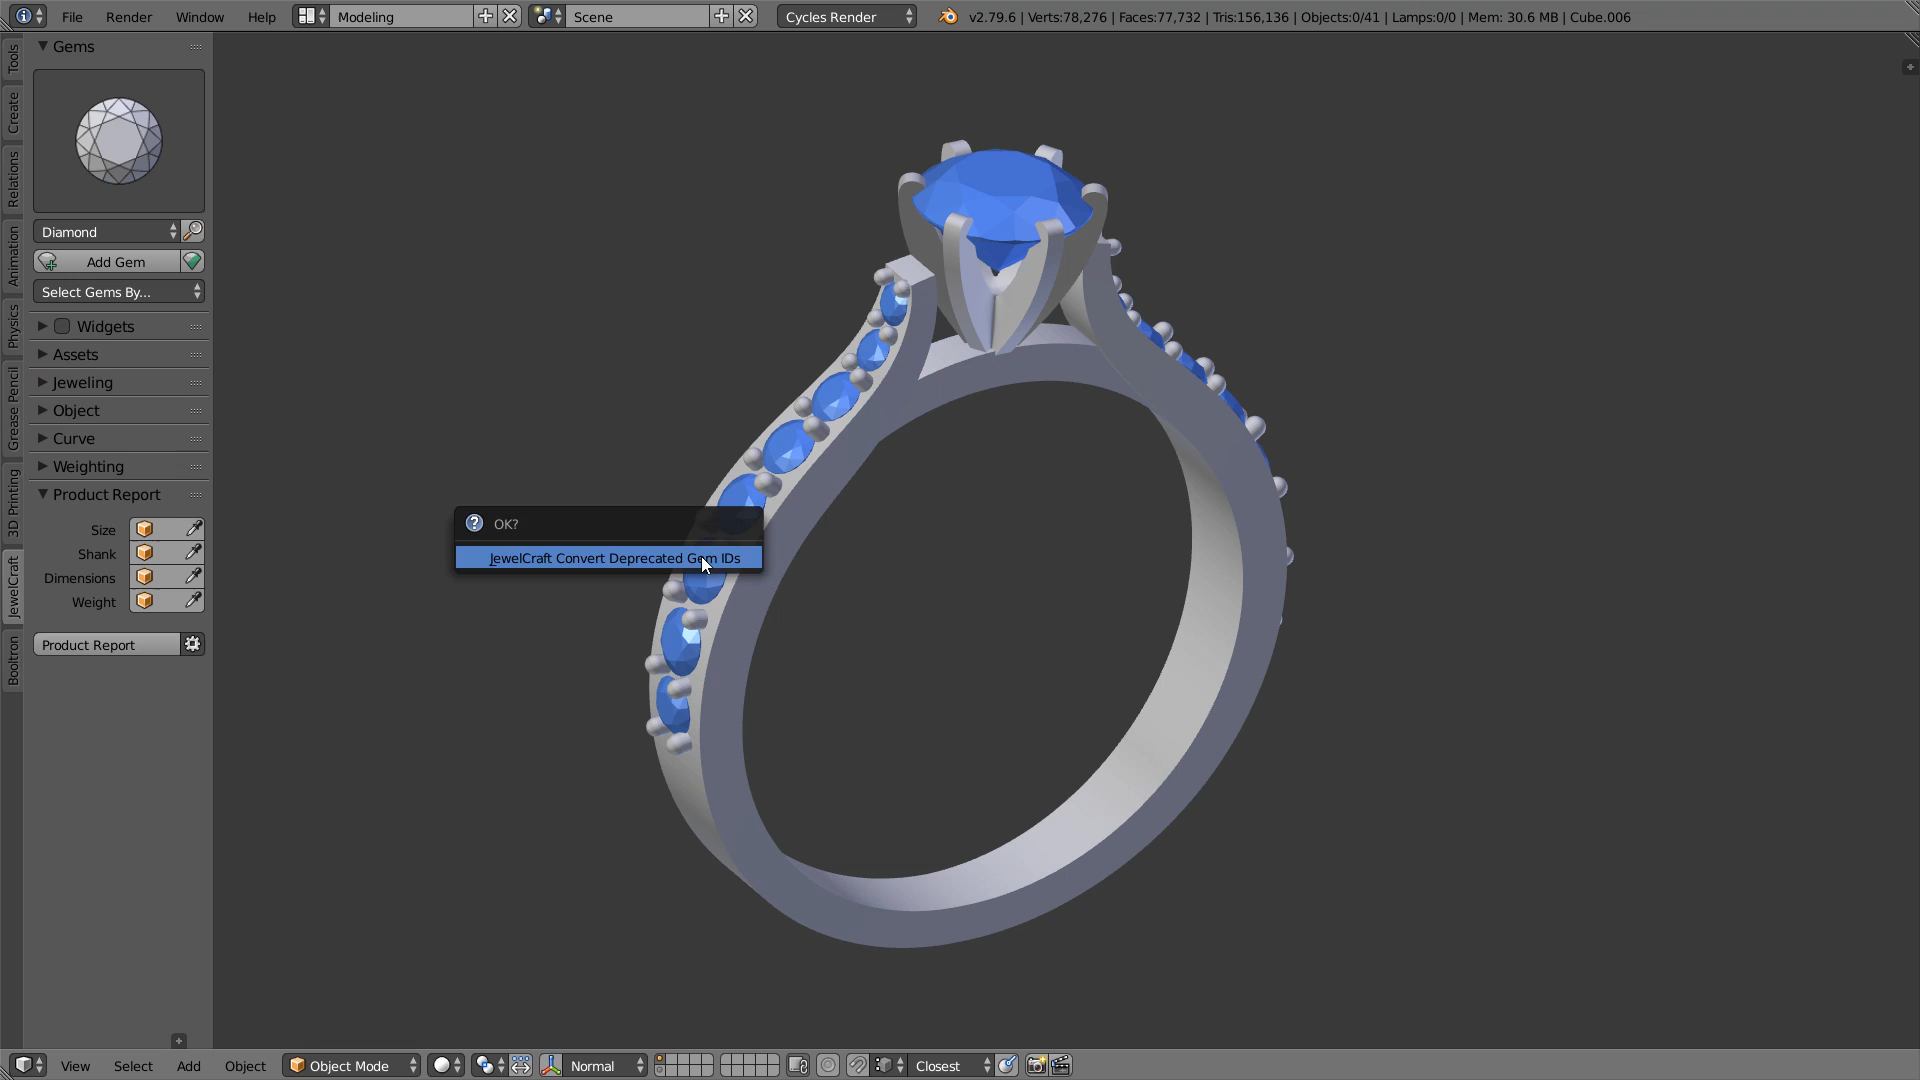 File Render Window Help Modeling Scene Cycles Render v2.79.6 | Verts:78,276 | Faces:77,732 | Tris:156,136 | Objects:0/41 | Lamps:0/0 | Mem: 30.6 MB | Cube.006
Tools
Create
Relations
Animation
Physics
Grease Pencil
3D Printing
JewelCraft
Booltron
Gems
Diamond
Add Gem
Select Gems By...
Widgets
Assets
Jeweling
Object
Curve
Weighting
Product Report
Size
Shank
Dimensions
Weight
Product Report
OK?
JewelCraft Convert Deprecated Gem IDs
View Select Add Object Object Mode Normal Closest